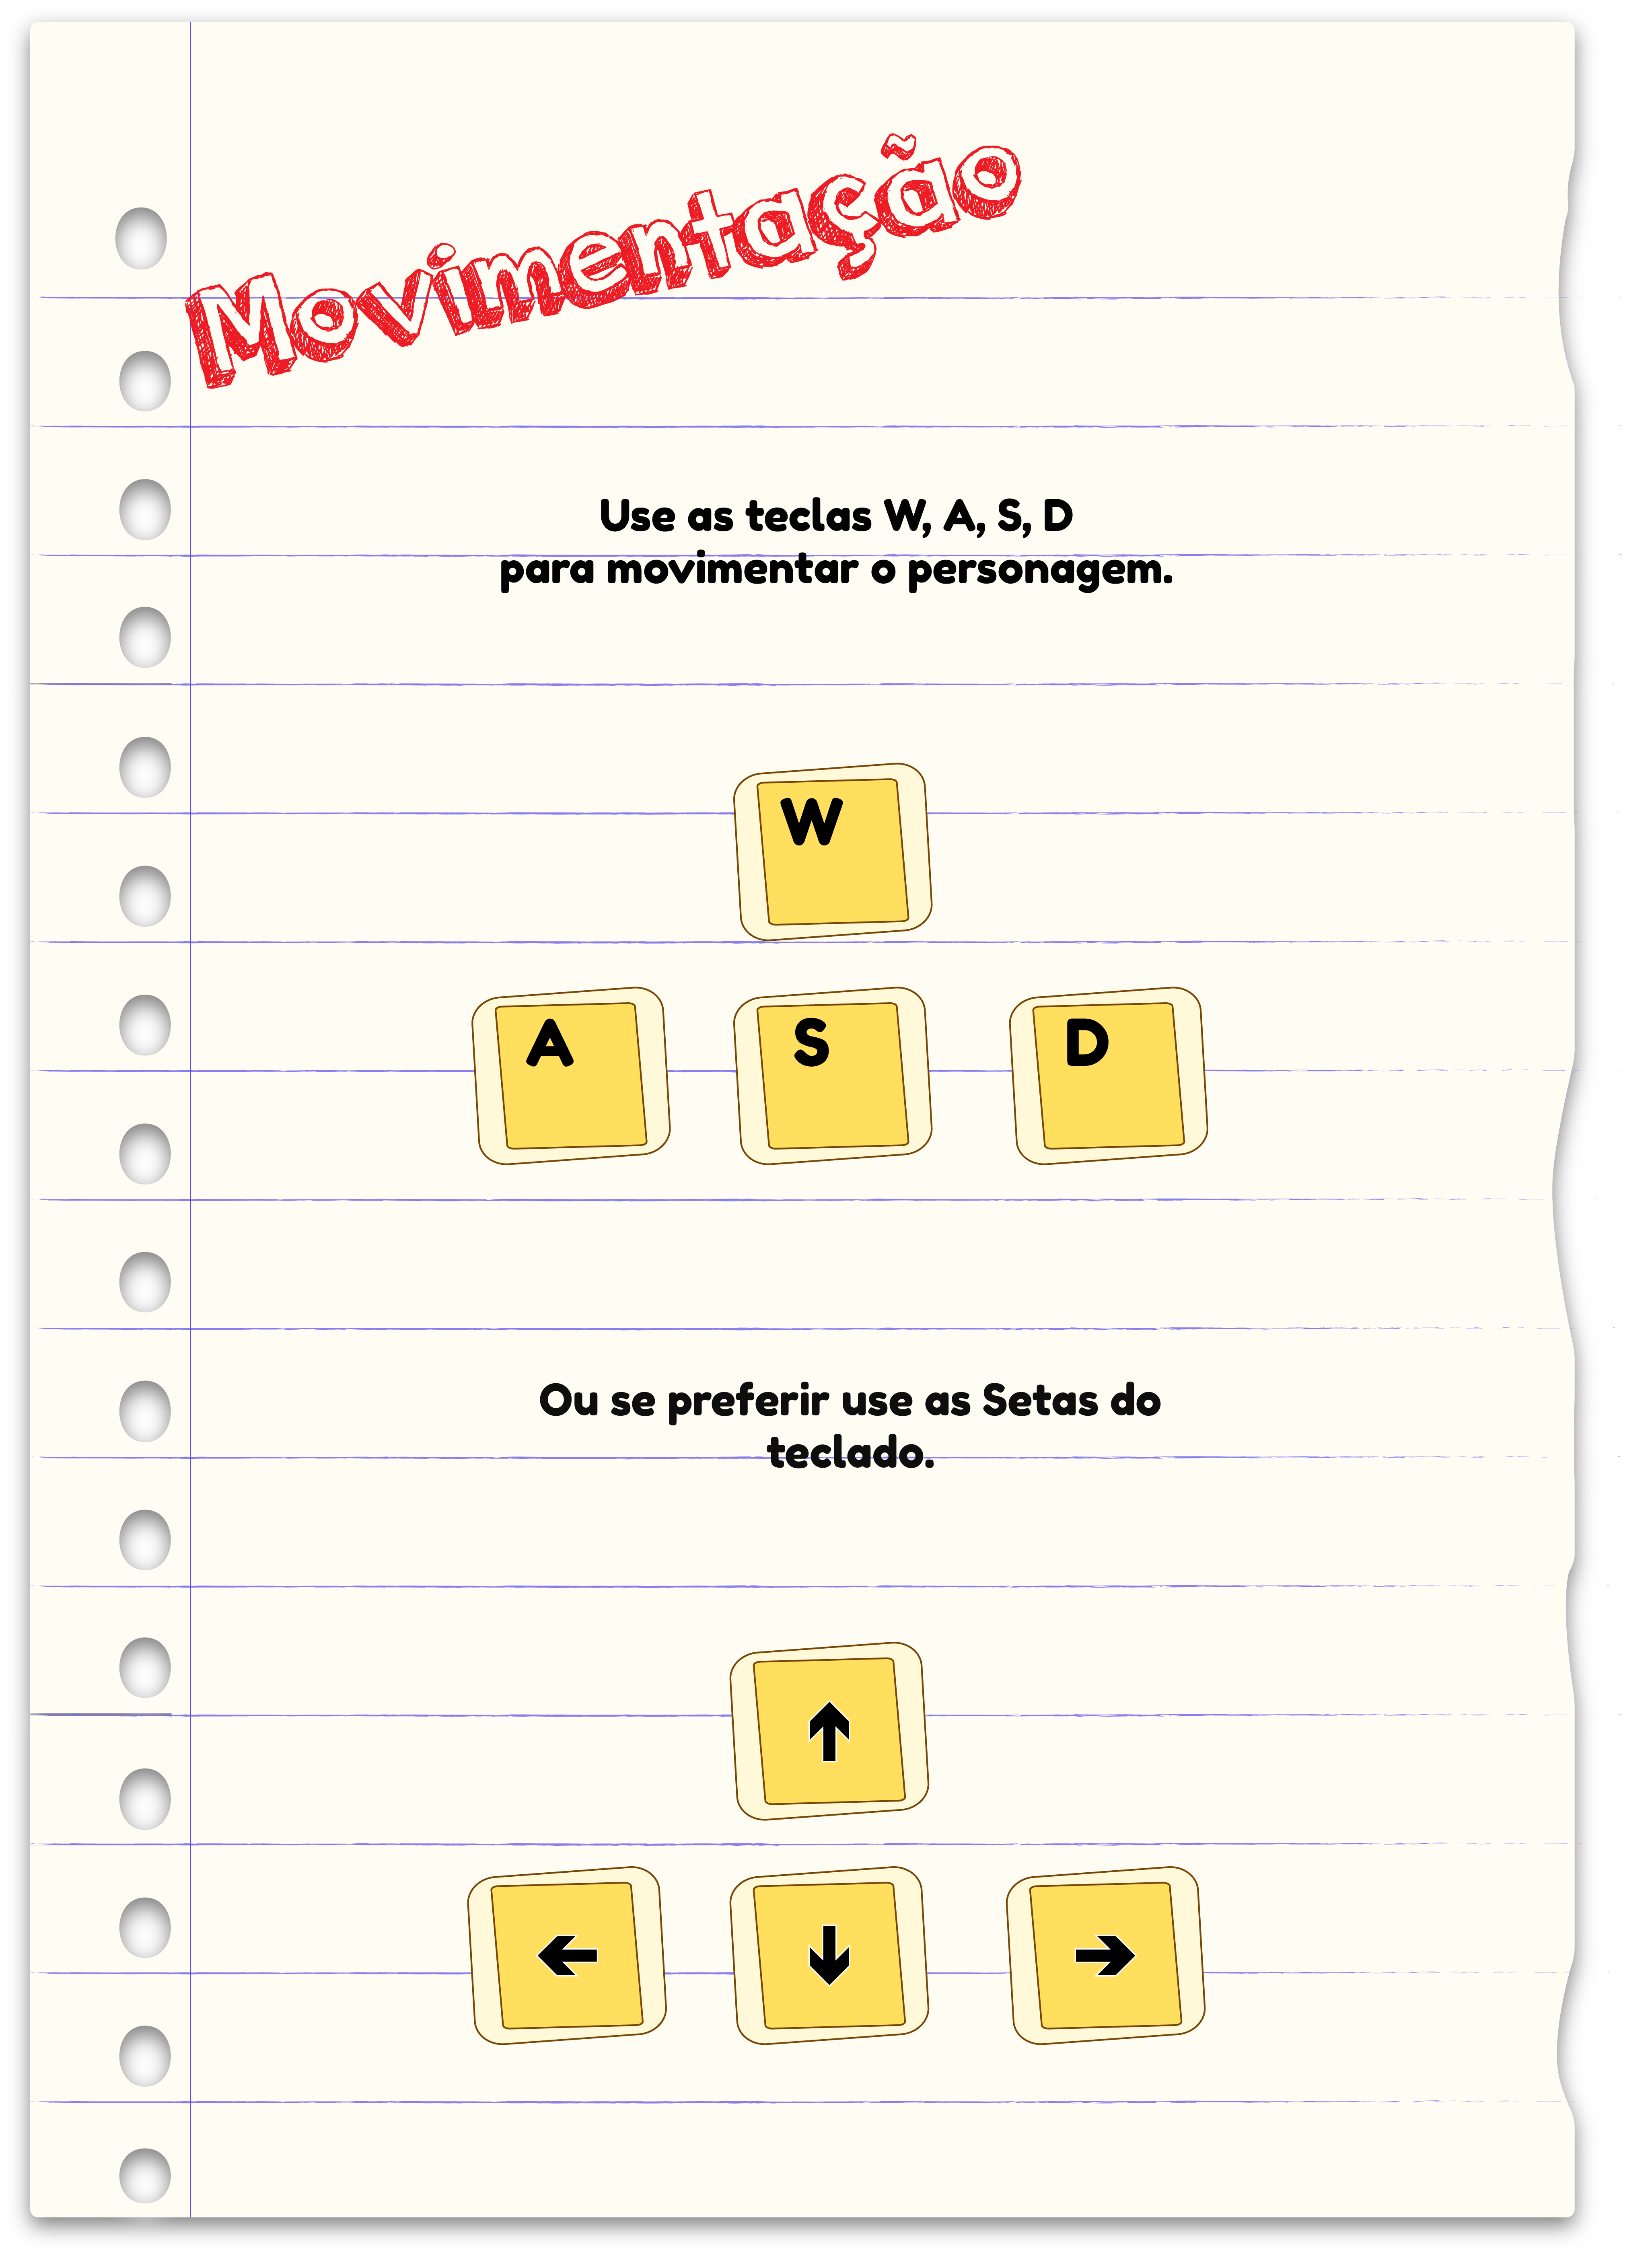 Movimentação
Use as teclas W, A, S, D
para movimentar o personagem.
W
A S D
Ou se preferir use as Setas do
teclado.
↑
← ↓ →